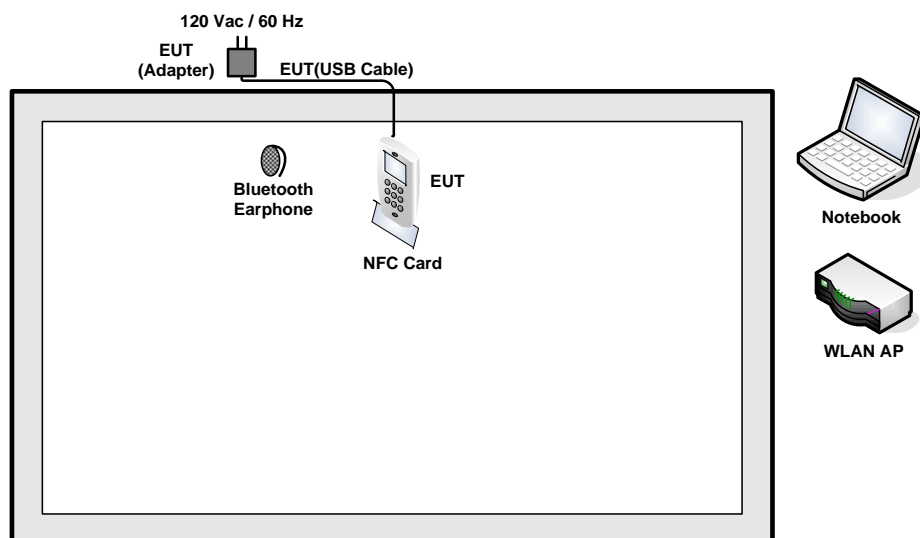 120 Vac / 60 Hz
EUT
(Adapter)
EUT(USB Cable)
Bluetooth
Earphone
EUT
NFC Card
Notebook
WLAN AP